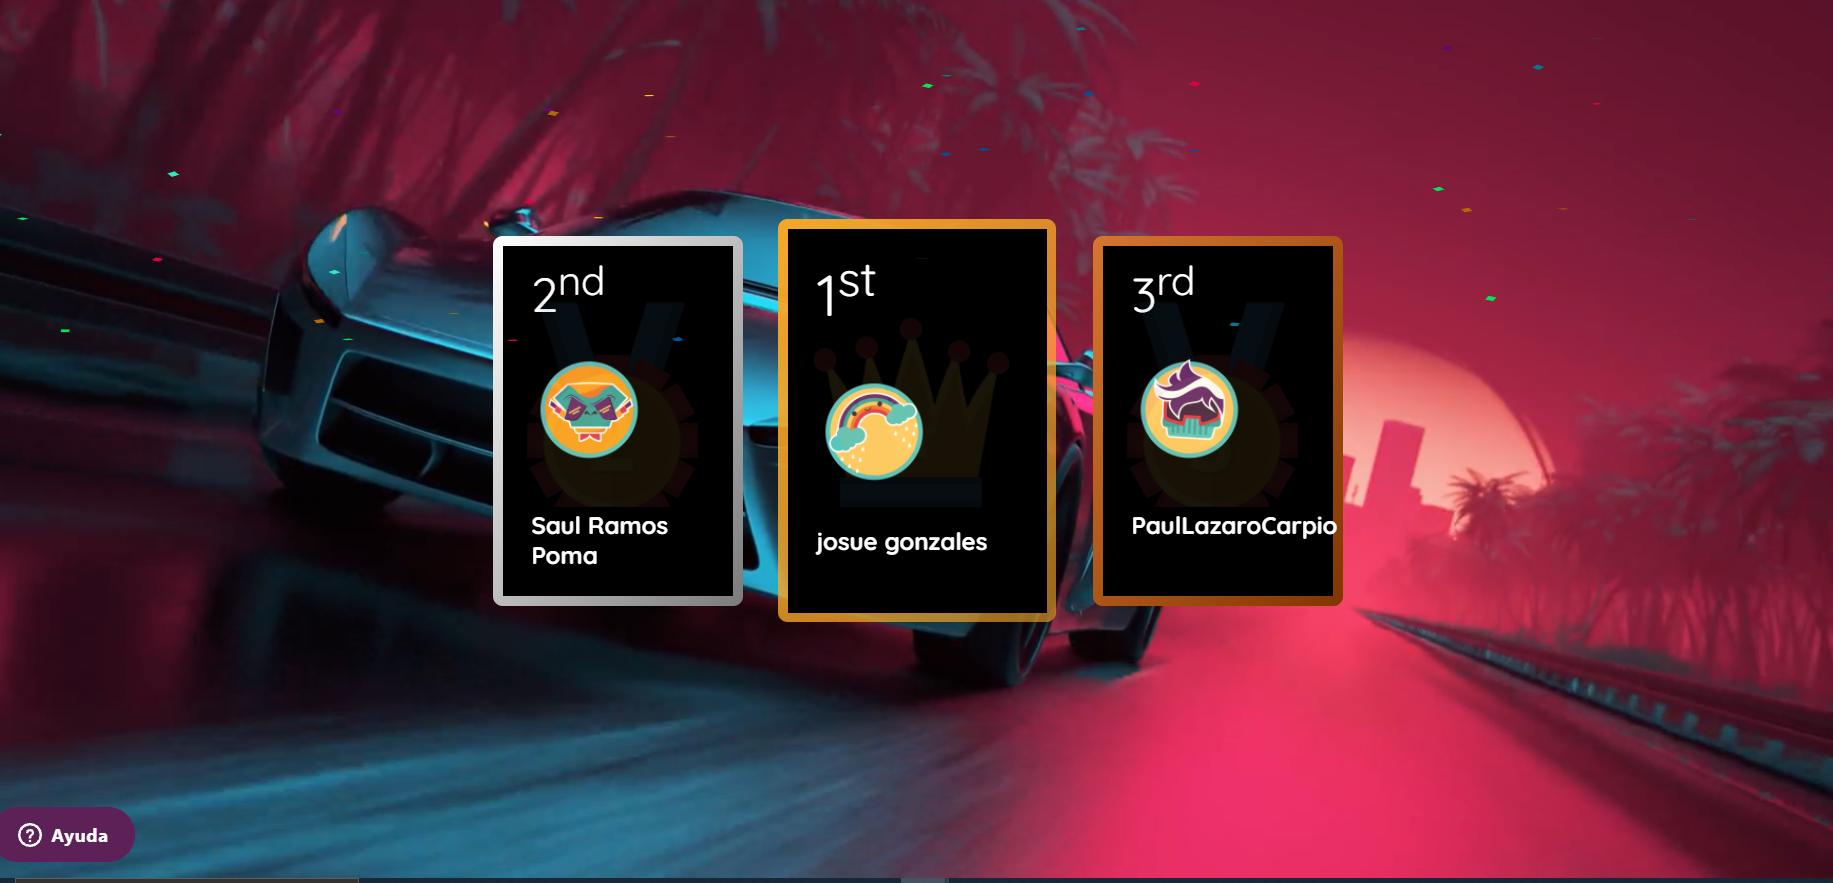 2nd
Saul Ramos
Poma
1st
josue gonzales
3rd
PaulLazaroCarpio
? Ayuda